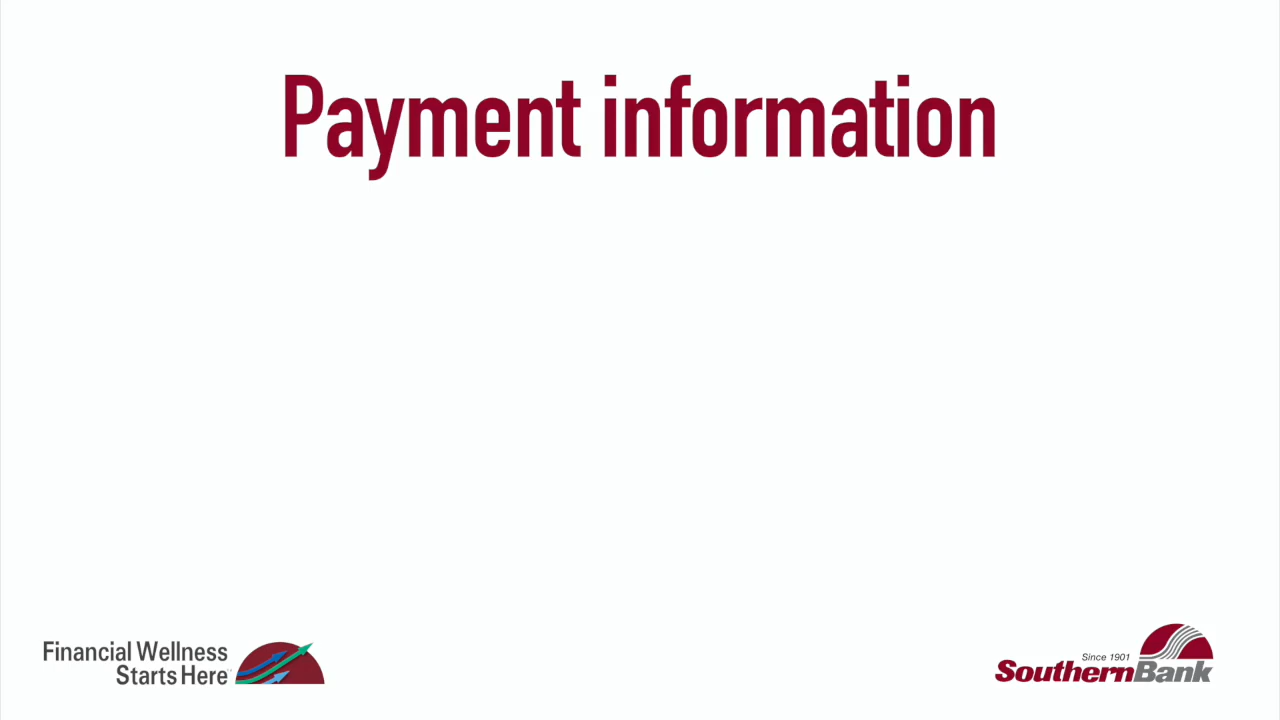 Payment information
Financial Wellness
Starts Here
Since 1901
SouthernBank